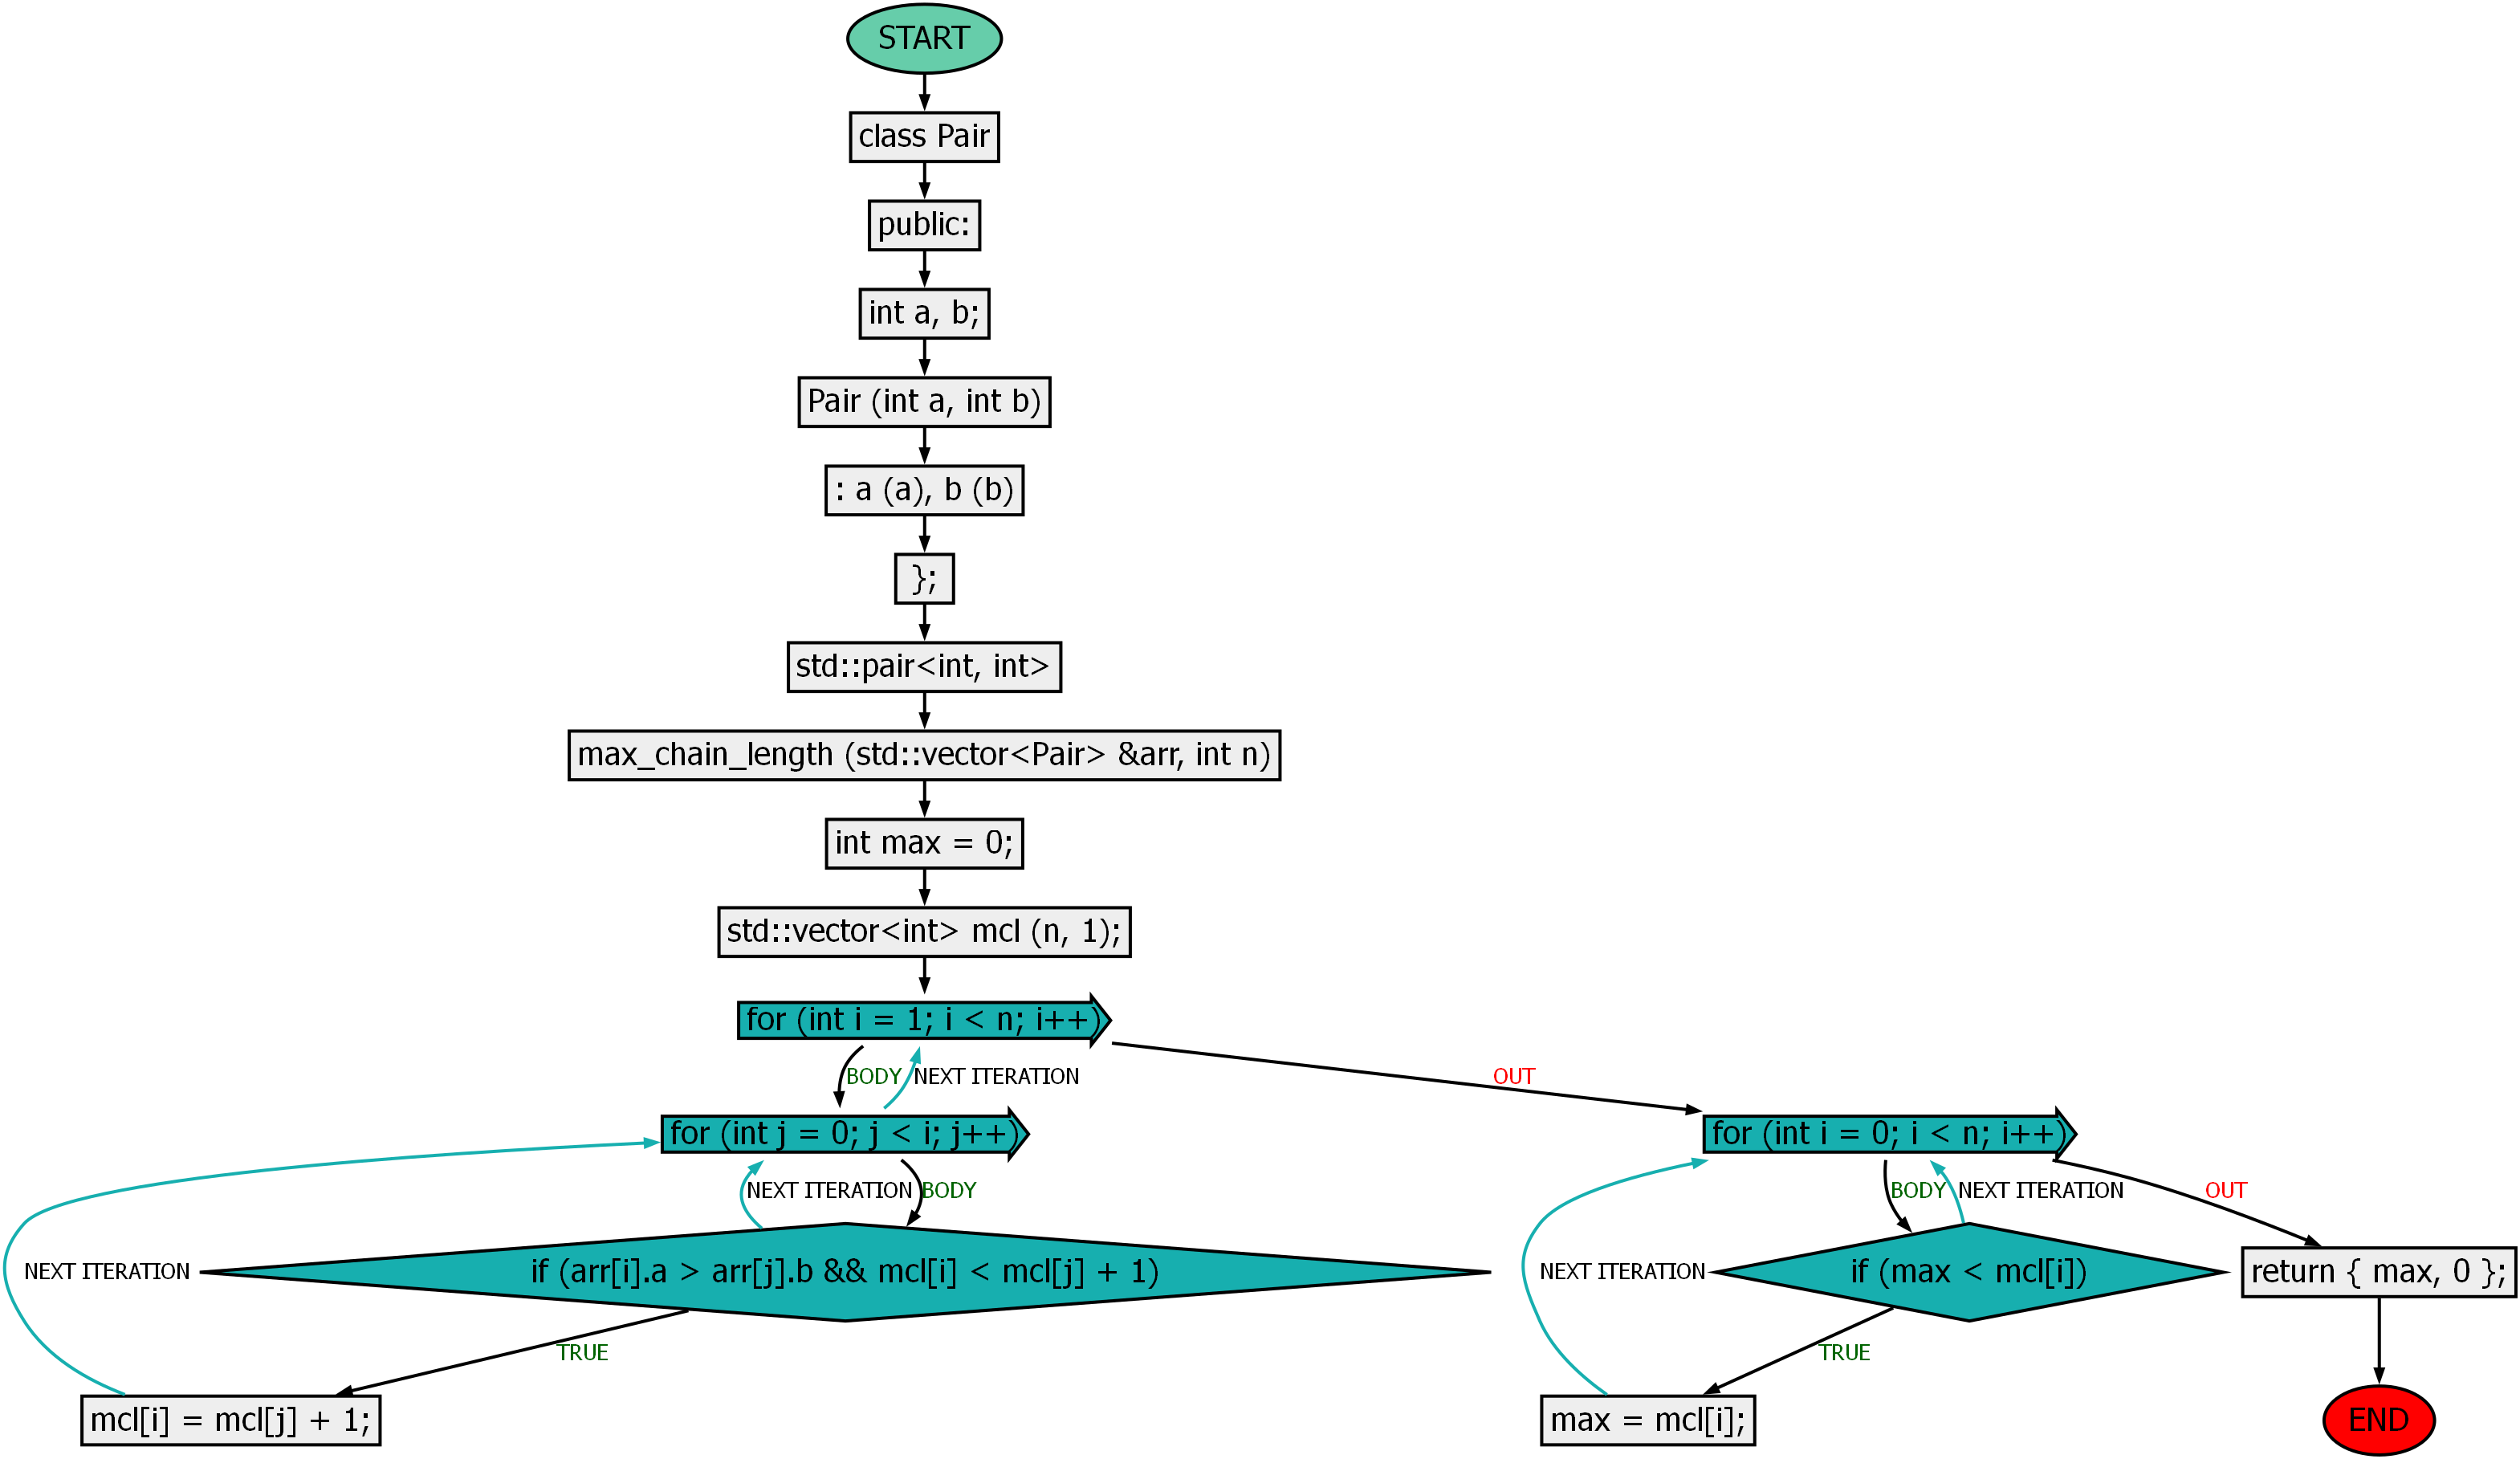 START
class Pair
public:
int a, b;
Pair (int a, int b)
: a (a), b (b)
};
std::pair<int, int>
max_chain_length (std::vector<Pair> &arr, int n)
int max = 0;
std::vector<int> mcl (n, 1);
for (int i = 1; i < n; i++)
BODY
NEXT ITERATION
OUT
for (int j = 0; j < i; j++)
for (int i = 0; i < n; i++)
NEXT ITERATION
BODY
BODY
NEXT ITERATION
OUT
NEXT ITERATION
if (arr[i].a > arr[j].b && mcl[i] < mcl[j] + 1)
NEXT ITERATION
if (max < mcl[i])
return { max, 0 };
TRUE
TRUE
mcl[i] = mcl[j] + 1;
max = mcl[i];
END